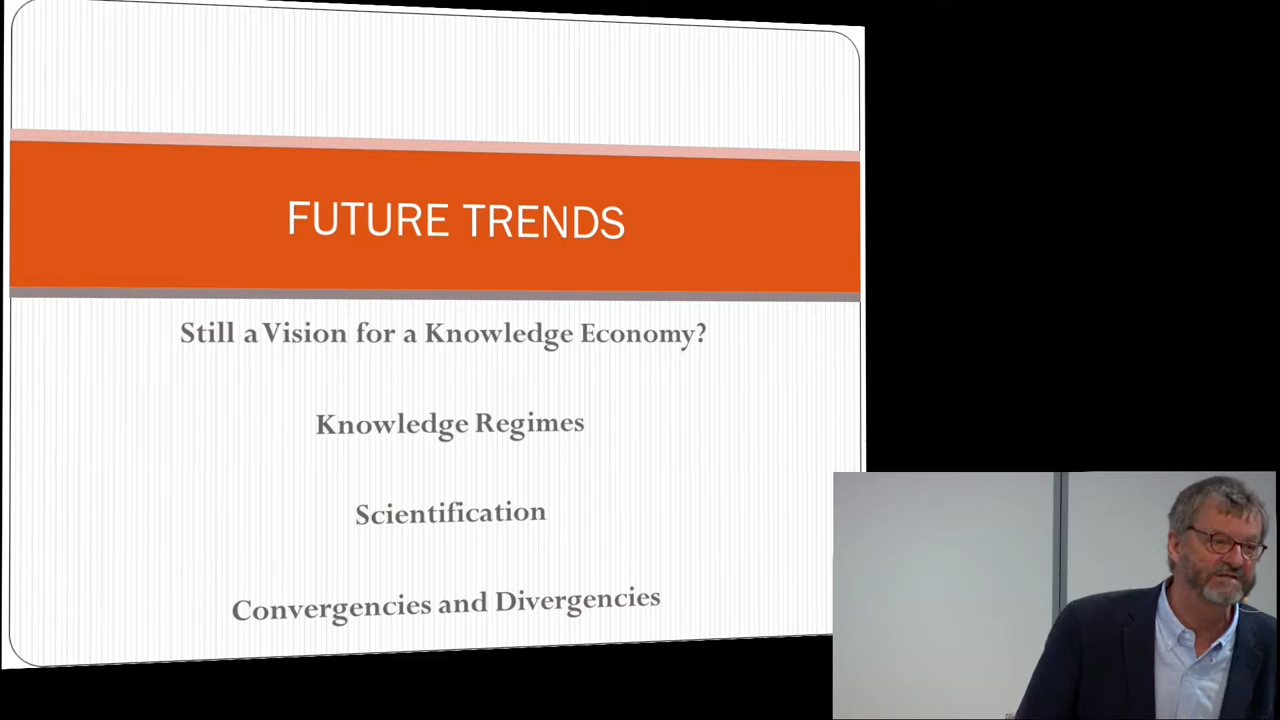 FUTURE TRENDS
Still a Vision for a Knowledge Economy?
Knowledge Regimes
Scientification
Convergencies and Divergencies